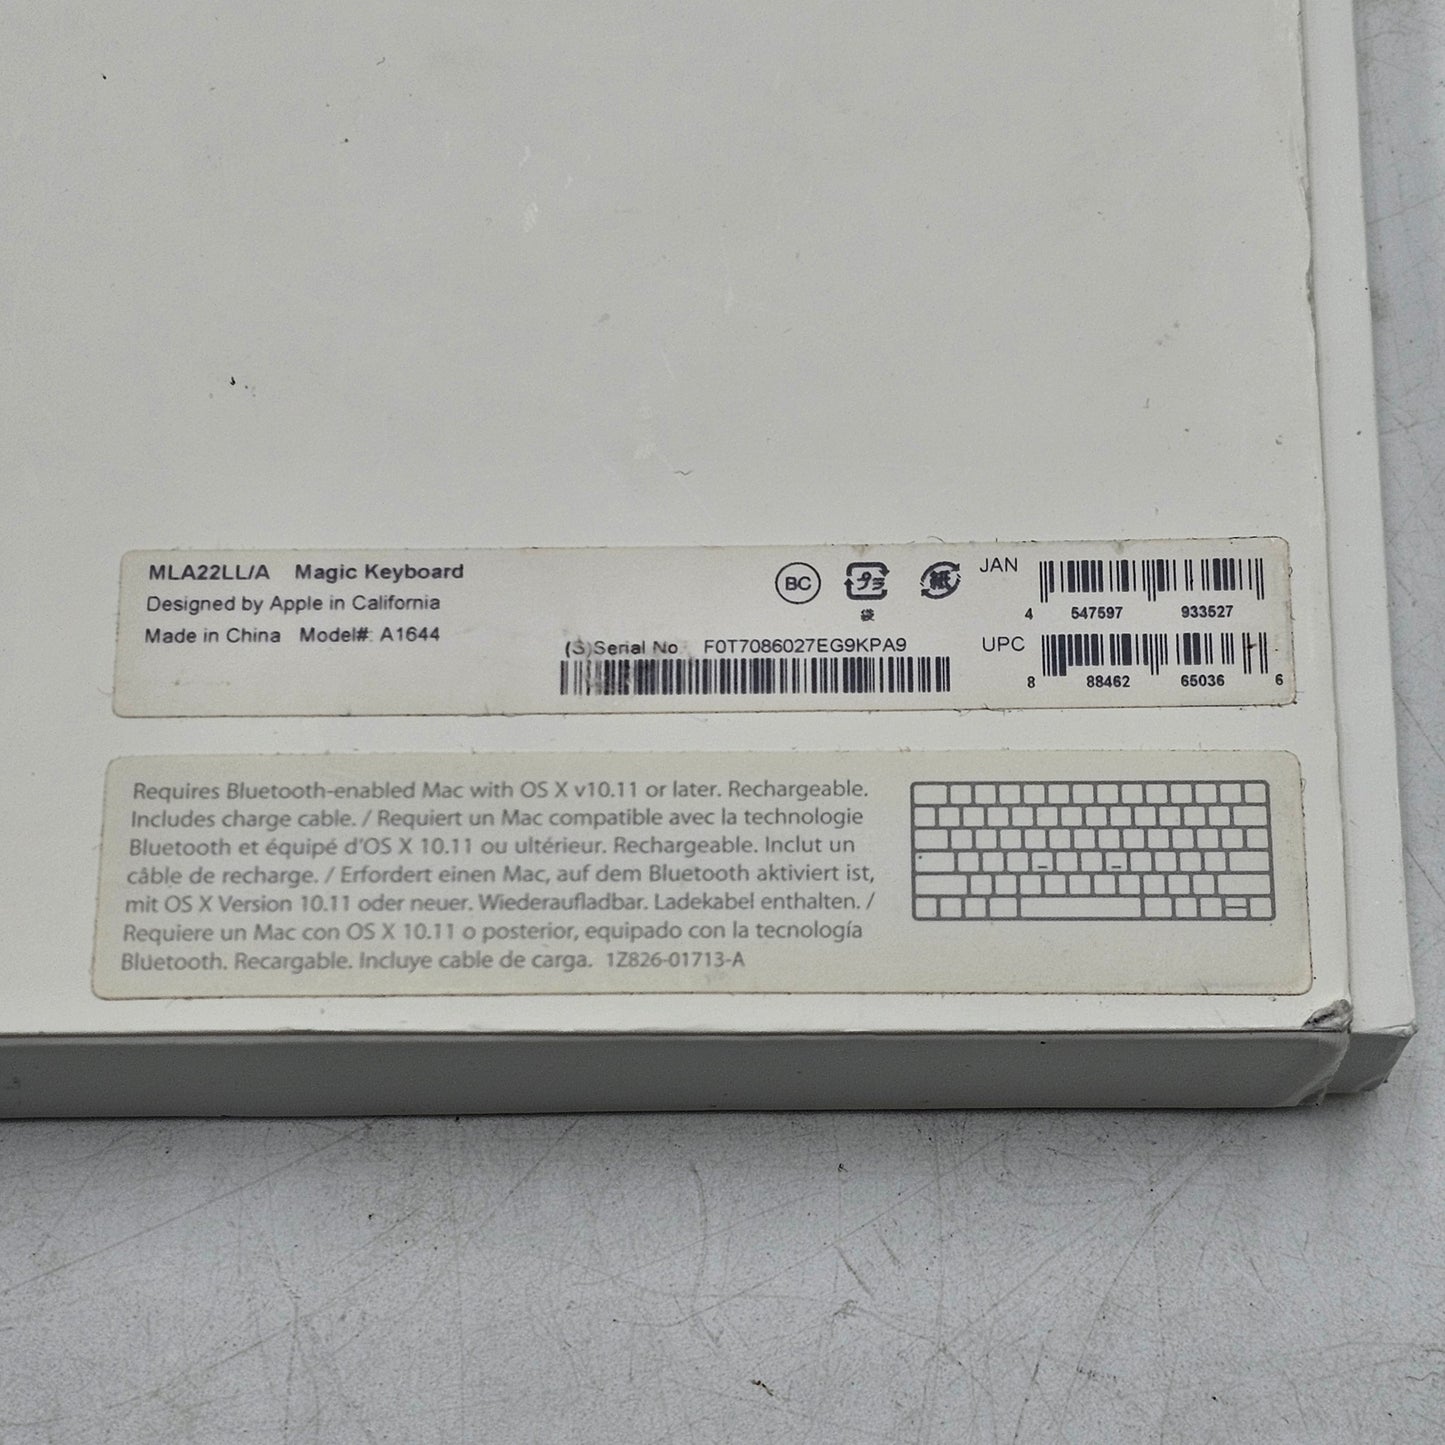 MLA22LL/A Magic Keyboard
Designed by Apple in California
Made in China Model#: A1644
BC
プラ
袋
紙
(S)Serial No. F0T7086027EG9KPA9
JAN
4 547597 933527
UPC
8 88462 65036 6
Requires Bluetooth-enabled Mac with OS X v10.11 or later. Rechargeable.
Includes charge cable. / Requiert un Mac compatible avec la technologie
Bluetooth et équipé d'OS X 10.11 ou ultérieur. Rechargeable. Inclut un
câble de recharge. / Erfordert einen Mac, auf dem Bluetooth aktiviert ist,
mit OS X Version 10.11 oder neuer. Wiederaufladbar. Ladekabel enthalten. /
Requiere un Mac con OS X 10.11 o posterior, equipado con la tecnología
Bluetooth. Recargable. Incluye cable de carga. 1Z826-01713-A